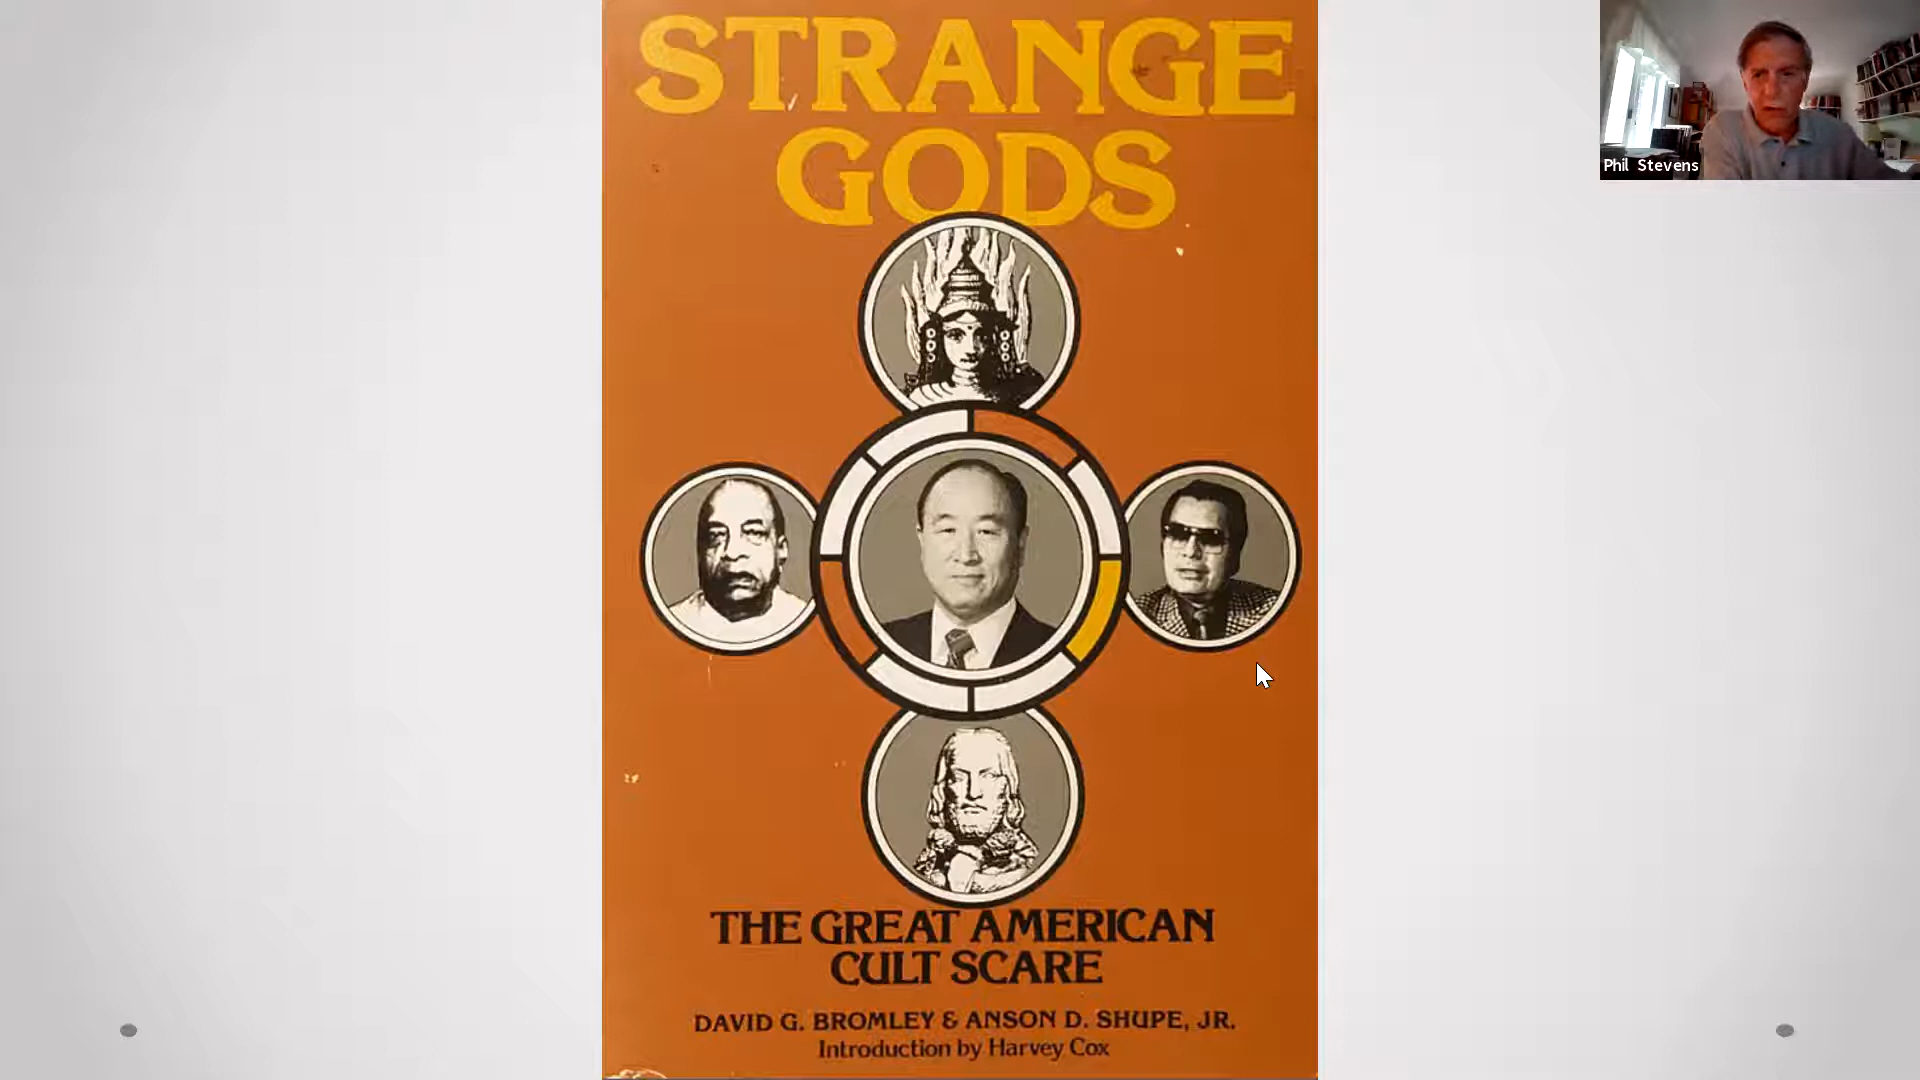 STRANGE
GODS
THE GREAT AMERICAN
CULT SCARE
DAVID G. BROMLEY & ANSON D. SHUPE, JR.
Introduction by Harvey Cox
Phil Stevens